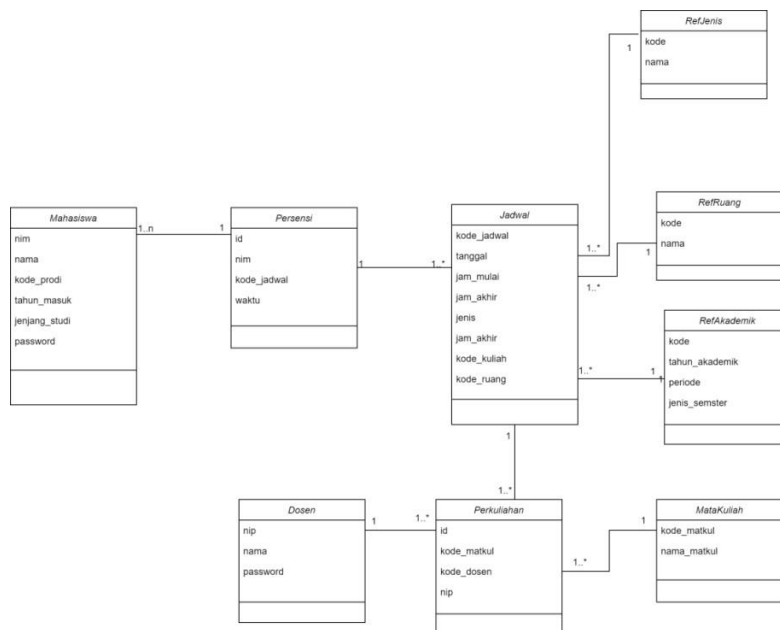 RefJenis
kode
nama
1
RefRuang
kode
nama
1
Mahasiswa
nim
nama
kode_prodi
tahun_masuk
jenjang_studi
password
1..n
1
Persensi
id
nim
kode_jadwal
waktu
1
1..*
Jadwal
kode_jadwal
tanggal
jam_mulai
jam_akhir
jenis
jam_akhir
kode_kuliah
kode_ruang
1..*
1..*
1..*
RefAkademik
kode
tahun_akademik
periode
jenis_semster
1
1
1
1..*
Dosen
nip
nama
password
1
1..*
Perkuliahan
id
kode_matkul
kode_dosen
nip
1..*
1
MataKuliah
kode_matkul
nama_matkul